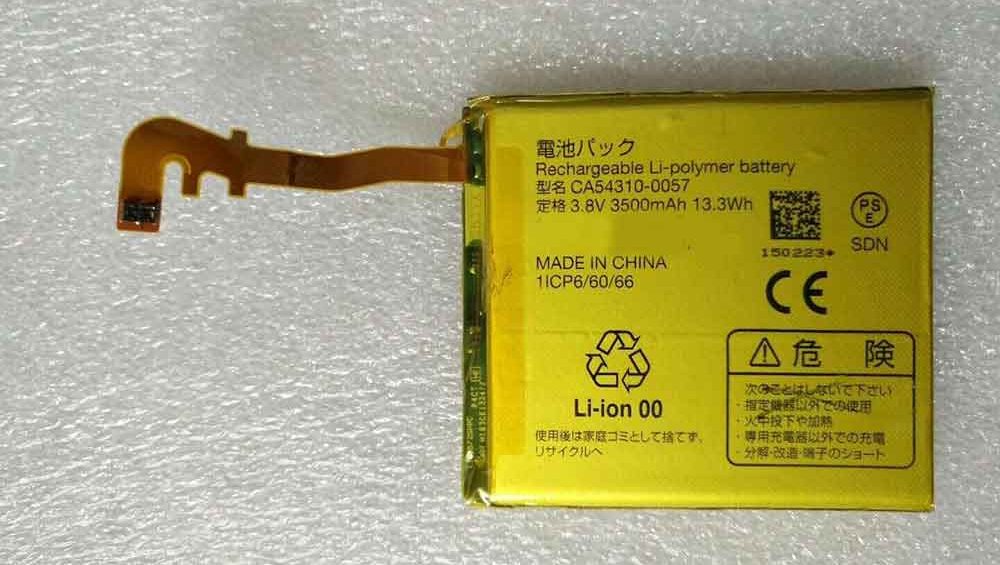 電池パック
Rechargeable Li-polymer battery
型名 CA54310-0057
定格 3.8V 3500mAh 13.3Wh
150223*
PS
E
SDN
MADE IN CHINA
1ICP6/60/66
CE
Li-ion 00
使用後は家庭ゴミとして捨てず、
リサイクルへ
危険
次のことはしないで下さい
・指定機器以外での使用
・火中投下や加熱
・専用充電器以外での充電
・分解・改造・端子のショート